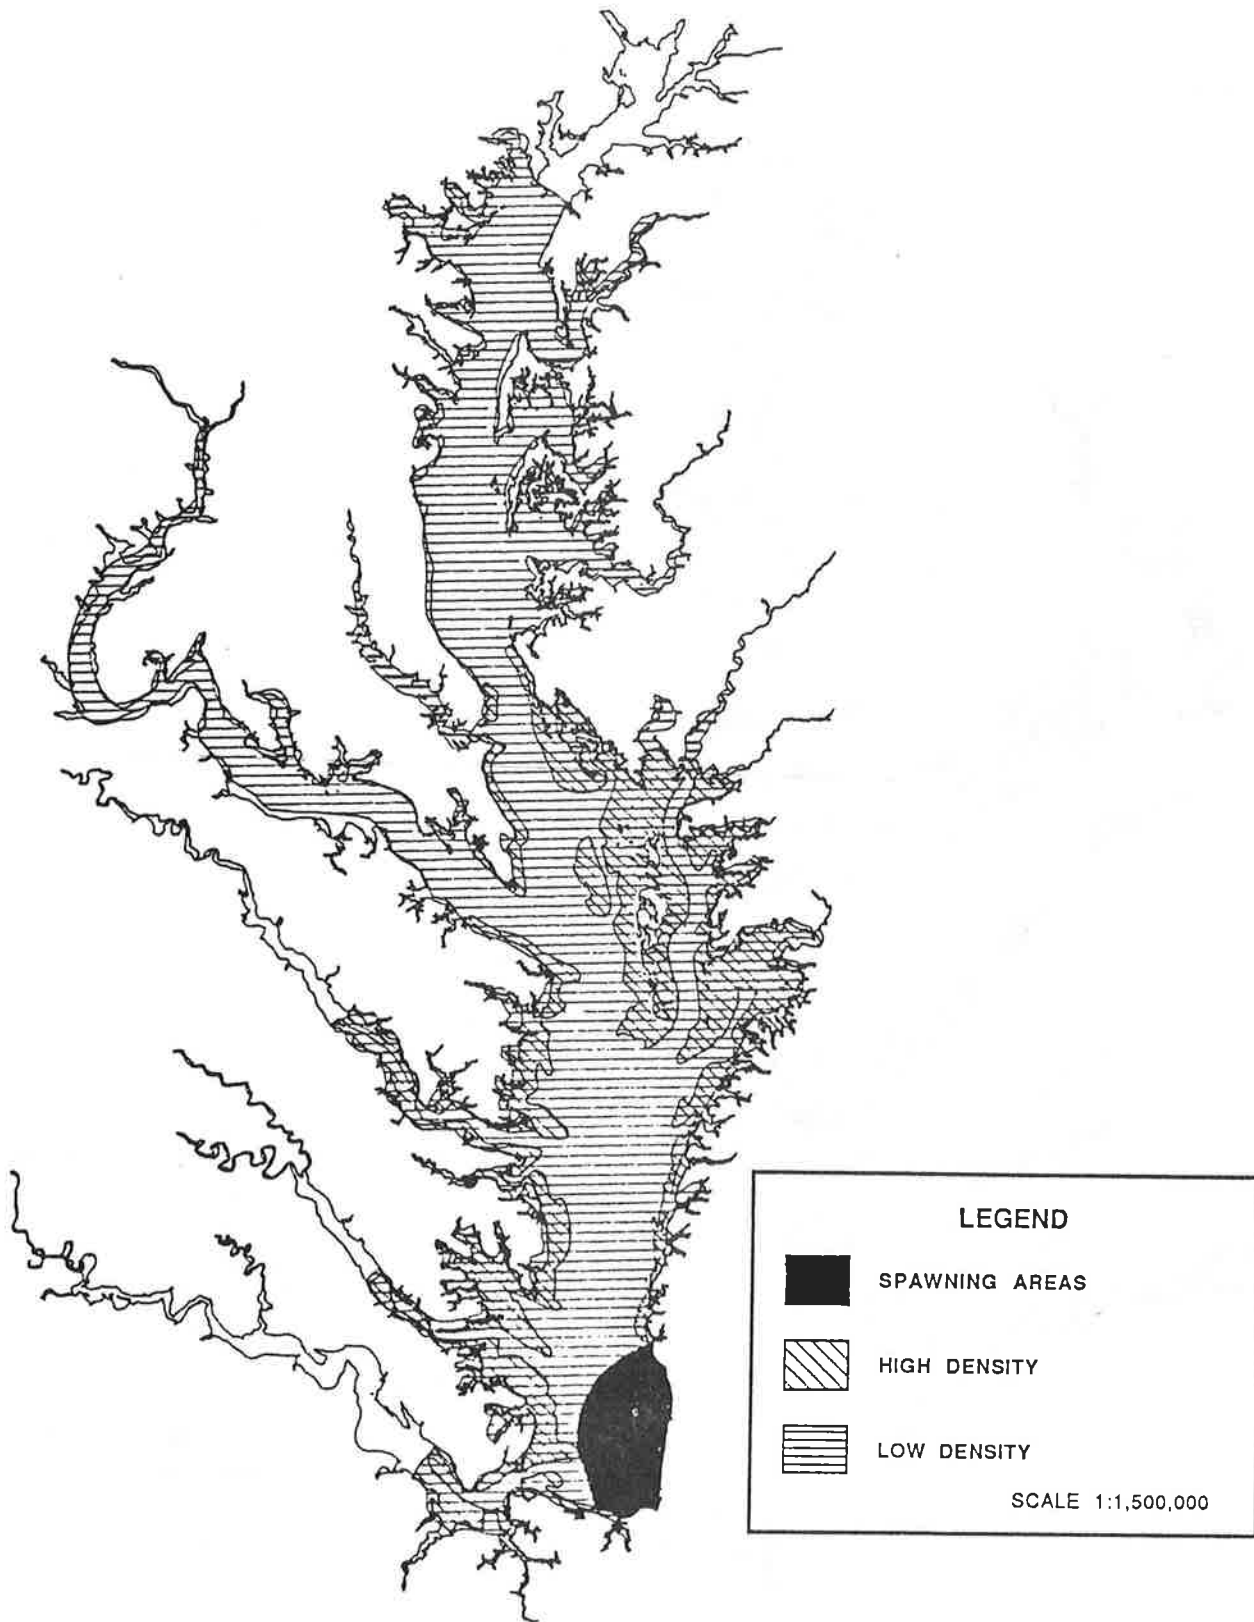 LEGEND
SPAWNING AREAS
HIGH DENSITY
LOW DENSITY
SCALE 1:1,500,000